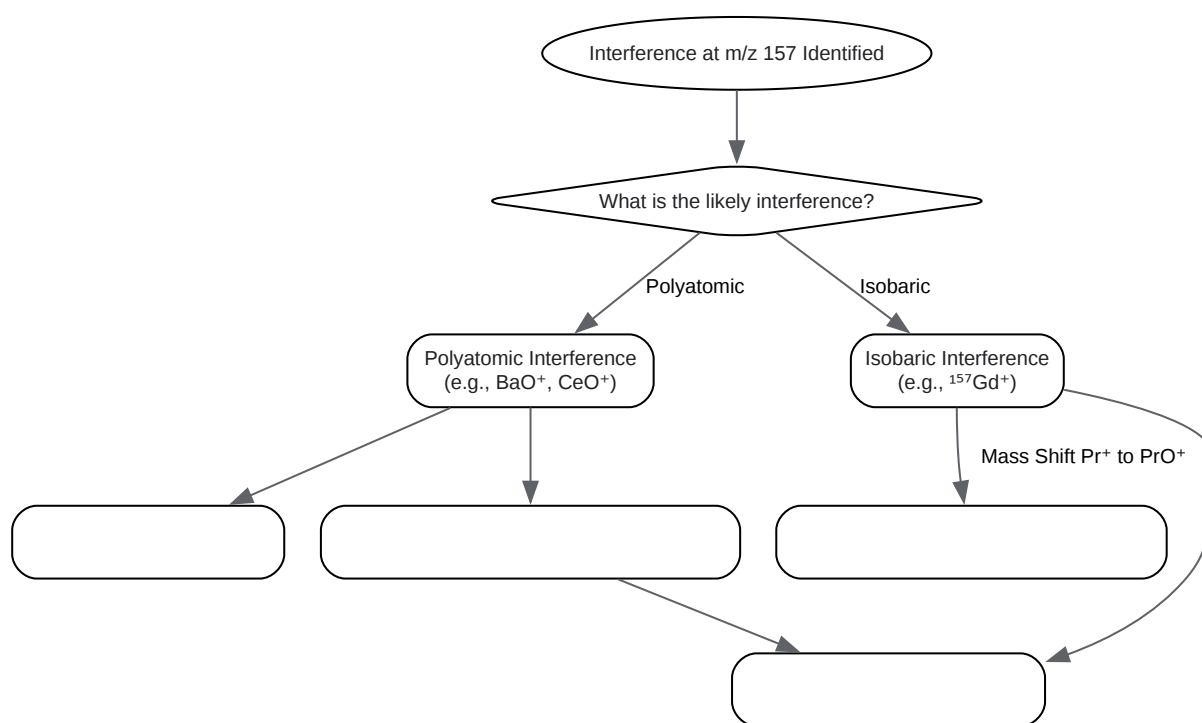 Interference at m/z 157 Identified
What is the likely interference?
Polyatomic
Isobaric
Polyatomic Interference
(e.g., BaO⁺, CeO⁺)
Isobaric Interference
(e.g., ¹⁵⁷Gd⁺)
Mass Shift Pr⁺ to PrO⁺